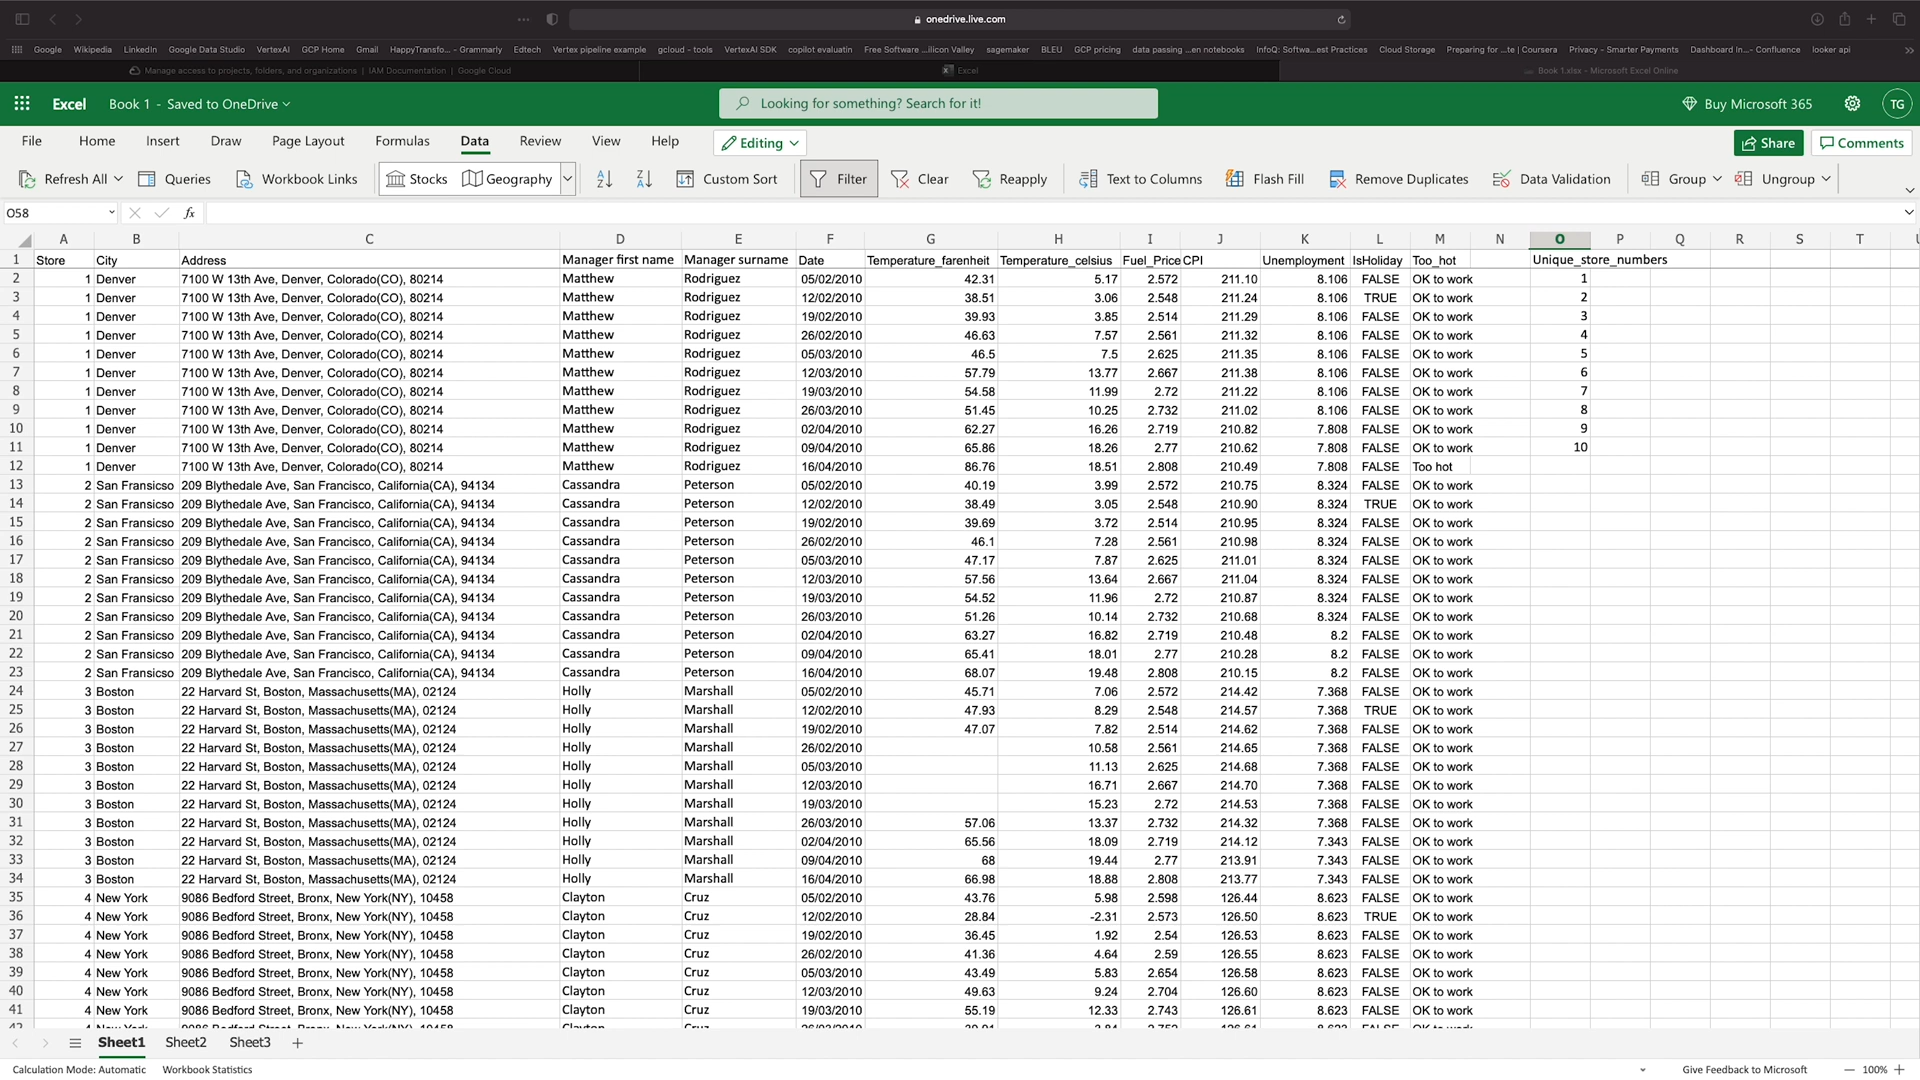 onedrive.live.com
Google Wikipedia LinkedIn Google Data Studio VertexAI GCP Home Gmail HappyTransfo... - Grammarly Edtech Vertex pipeline example gcloud - tools VertexAI SDK copilot evaluatin Free Software ...ilicon Valley sagemaker BLEU GCP pricing data passing ...en notebooks InfoQ: Softwa...est Practices Cloud Storage Preparing for ...te | Coursera Privacy - Smarter Payments Dashboard In...- Confluence looker api
Manage access to projects, folders, and organizations | IAM Documentation | Google Cloud Excel Book 1.xlsx - Microsoft Excel Online
Excel Book 1 - Saved to OneDrive Looking for something? Search for it! Buy Microsoft 365 TG
File Home Insert Draw Page Layout Formulas Data Review View Help Editing Share Comments
Refresh All Queries Workbook Links Stocks Geography Custom Sort Filter Clear Reapply Text to Columns Flash Fill Remove Duplicates Data Validation Group Ungroup
O58 fx
A B C D E F G H I J K L M N O P Q R S T
1 Store City Address Manager first name Manager surname Date Temperature_farenheit Temperature_celsius Fuel_Price CPI Unemployment IsHoliday Too_hot Unique_store_numbers
2 1 Denver 7100 W 13th Ave, Denver, Colorado(CO), 80214 Matthew Rodriguez 05/02/2010 42.31 5.17 2.572 211.10 8.106 FALSE OK to work 1
3 1 Denver 7100 W 13th Ave, Denver, Colorado(CO), 80214 Matthew Rodriguez 12/02/2010 38.51 3.06 2.548 211.24 8.106 TRUE OK to work 2
4 1 Denver 7100 W 13th Ave, Denver, Colorado(CO), 80214 Matthew Rodriguez 19/02/2010 39.93 3.85 2.514 211.29 8.106 FALSE OK to work 3
5 1 Denver 7100 W 13th Ave, Denver, Colorado(CO), 80214 Matthew Rodriguez 26/02/2010 46.63 7.57 2.561 211.32 8.106 FALSE OK to work 4
6 1 Denver 7100 W 13th Ave, Denver, Colorado(CO), 80214 Matthew Rodriguez 05/03/2010 46.5 7.5 2.625 211.35 8.106 FALSE OK to work 5
7 1 Denver 7100 W 13th Ave, Denver, Colorado(CO), 80214 Matthew Rodriguez 12/03/2010 57.79 13.77 2.667 211.38 8.106 FALSE OK to work 6
8 1 Denver 7100 W 13th Ave, Denver, Colorado(CO), 80214 Matthew Rodriguez 19/03/2010 54.58 11.99 2.72 211.22 8.106 FALSE OK to work 7
9 1 Denver 7100 W 13th Ave, Denver, Colorado(CO), 80214 Matthew Rodriguez 26/03/2010 51.45 10.25 2.732 211.02 8.106 FALSE OK to work 8
10 1 Denver 7100 W 13th Ave, Denver, Colorado(CO), 80214 Matthew Rodriguez 02/04/2010 62.27 16.26 2.719 210.82 7.808 FALSE OK to work 9
11 1 Denver 7100 W 13th Ave, Denver, Colorado(CO), 80214 Matthew Rodriguez 09/04/2010 65.86 18.26 2.77 210.62 7.808 FALSE OK to work 10
12 1 Denver 7100 W 13th Ave, Denver, Colorado(CO), 80214 Matthew Rodriguez 16/04/2010 86.76 18.51 2.808 210.49 7.808 FALSE Too hot
13 2 San Fransicso 209 Blythedale Ave, San Francisco, California(CA), 94134 Cassandra Peterson 05/02/2010 40.19 3.99 2.572 210.75 8.324 FALSE OK to work
14 2 San Fransicso 209 Blythedale Ave, San Francisco, California(CA), 94134 Cassandra Peterson 12/02/2010 38.49 3.05 2.548 210.90 8.324 TRUE OK to work
15 2 San Fransicso 209 Blythedale Ave, San Francisco, California(CA), 94134 Cassandra Peterson 19/02/2010 39.69 3.72 2.514 210.95 8.324 FALSE OK to work
16 2 San Fransicso 209 Blythedale Ave, San Francisco, California(CA), 94134 Cassandra Peterson 26/02/2010 46.1 7.28 2.561 210.98 8.324 FALSE OK to work
17 2 San Fransicso 209 Blythedale Ave, San Francisco, California(CA), 94134 Cassandra Peterson 05/03/2010 47.17 7.87 2.625 211.01 8.324 FALSE OK to work
18 2 San Fransicso 209 Blythedale Ave, San Francisco, California(CA), 94134 Cassandra Peterson 12/03/2010 57.56 13.64 2.667 211.04 8.324 FALSE OK to work
19 2 San Fransicso 209 Blythedale Ave, San Francisco, California(CA), 94134 Cassandra Peterson 19/03/2010 54.52 11.96 2.72 210.87 8.324 FALSE OK to work
20 2 San Fransicso 209 Blythedale Ave, San Francisco, California(CA), 94134 Cassandra Peterson 26/03/2010 51.26 10.14 2.732 210.68 8.324 FALSE OK to work
21 2 San Fransicso 209 Blythedale Ave, San Francisco, California(CA), 94134 Cassandra Peterson 02/04/2010 63.27 16.82 2.719 210.48 8.2 FALSE OK to work
22 2 San Fransicso 209 Blythedale Ave, San Francisco, California(CA), 94134 Cassandra Peterson 09/04/2010 65.41 18.01 2.77 210.28 8.2 FALSE OK to work
23 2 San Fransicso 209 Blythedale Ave, San Francisco, California(CA), 94134 Cassandra Peterson 16/04/2010 68.07 19.48 2.808 210.15 8.2 FALSE OK to work
24 3 Boston 22 Harvard St, Boston, Massachusetts(MA), 02124 Holly Marshall 05/02/2010 45.71 7.06 2.572 214.42 7.368 FALSE OK to work
25 3 Boston 22 Harvard St, Boston, Massachusetts(MA), 02124 Holly Marshall 12/02/2010 47.93 8.29 2.548 214.57 7.368 TRUE OK to work
26 3 Boston 22 Harvard St, Boston, Massachusetts(MA), 02124 Holly Marshall 19/02/2010 47.07 7.82 2.514 214.62 7.368 FALSE OK to work
27 3 Boston 22 Harvard St, Boston, Massachusetts(MA), 02124 Holly Marshall 26/02/2010 10.58 2.561 214.65 7.368 FALSE OK to work
28 3 Boston 22 Harvard St, Boston, Massachusetts(MA), 02124 Holly Marshall 05/03/2010 11.13 2.625 214.68 7.368 FALSE OK to work
29 3 Boston 22 Harvard St, Boston, Massachusetts(MA), 02124 Holly Marshall 12/03/2010 16.71 2.667 214.70 7.368 FALSE OK to work
30 3 Boston 22 Harvard St, Boston, Massachusetts(MA), 02124 Holly Marshall 19/03/2010 15.23 2.72 214.53 7.368 FALSE OK to work
31 3 Boston 22 Harvard St, Boston, Massachusetts(MA), 02124 Holly Marshall 26/03/2010 57.06 13.37 2.732 214.32 7.368 FALSE OK to work
32 3 Boston 22 Harvard St, Boston, Massachusetts(MA), 02124 Holly Marshall 02/04/2010 65.56 18.09 2.719 214.12 7.343 FALSE OK to work
33 3 Boston 22 Harvard St, Boston, Massachusetts(MA), 02124 Holly Marshall 09/04/2010 68 19.44 2.77 213.91 7.343 FALSE OK to work
34 3 Boston 22 Harvard St, Boston, Massachusetts(MA), 02124 Holly Marshall 16/04/2010 66.98 18.88 2.808 213.77 7.343 FALSE OK to work
35 4 New York 9086 Bedford Street, Bronx, New York(NY), 10458 Clayton Cruz 05/02/2010 43.76 5.98 2.598 126.44 8.623 FALSE OK to work
36 4 New York 9086 Bedford Street, Bronx, New York(NY), 10458 Clayton Cruz 12/02/2010 28.84 -2.31 2.573 126.50 8.623 TRUE OK to work
37 4 New York 9086 Bedford Street, Bronx, New York(NY), 10458 Clayton Cruz 19/02/2010 36.45 1.92 2.54 126.53 8.623 FALSE OK to work
38 4 New York 9086 Bedford Street, Bronx, New York(NY), 10458 Clayton Cruz 26/02/2010 41.36 4.64 2.59 126.55 8.623 FALSE OK to work
39 4 New York 9086 Bedford Street, Bronx, New York(NY), 10458 Clayton Cruz 05/03/2010 43.49 5.83 2.654 126.58 8.623 FALSE OK to work
40 4 New York 9086 Bedford Street, Bronx, New York(NY), 10458 Clayton Cruz 12/03/2010 49.63 9.24 2.704 126.60 8.623 FALSE OK to work
41 4 New York 9086 Bedford Street, Bronx, New York(NY), 10458 Clayton Cruz 19/03/2010 55.19 12.33 2.743 126.61 8.623 FALSE OK to work
Sheet1 Sheet2 Sheet3
Calculation Mode: Automatic Workbook Statistics Give Feedback to Microsoft 100%